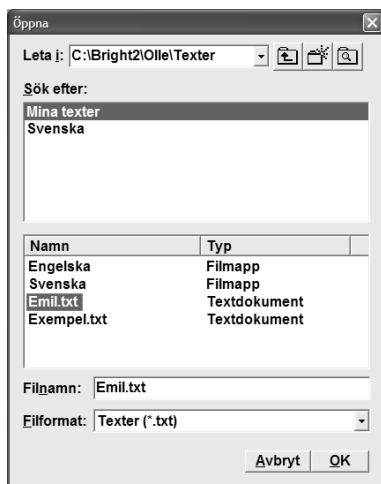 Öppna
Leta i: C:\Bright2\Olle\Texter
Sök efter:
Mina texter
Svenska
Namn Typ
Engelska Filmapp
Svenska Filmapp
Emil.txt Textdokument
Exempel.txt Textdokument
Filnamn: Emil.txt
Filformat: Texter (*.txt)
Avbryt OK